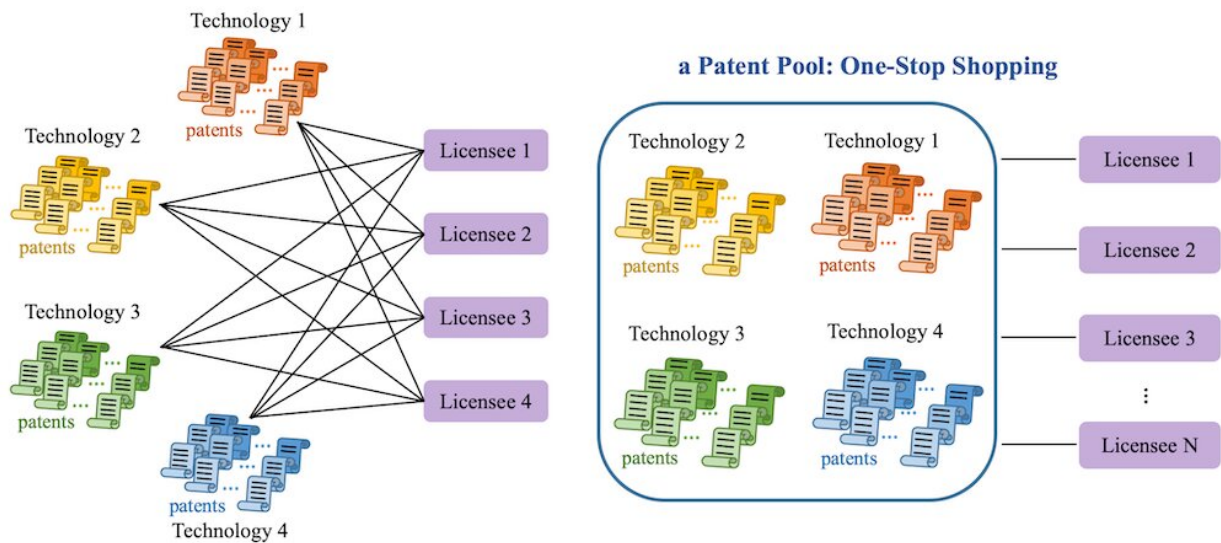 Technology 1
patents
Technology 2
patents
Technology 3
patents
patents
Technology 4
Licensee 1
Licensee 2
Licensee 3
Licensee 4
a Patent Pool: One-Stop Shopping
Technology 2
Technology 1
patents
patents
Technology 3
Technology 4
patents
patents
Licensee 1
Licensee 2
Licensee 3
Licensee N